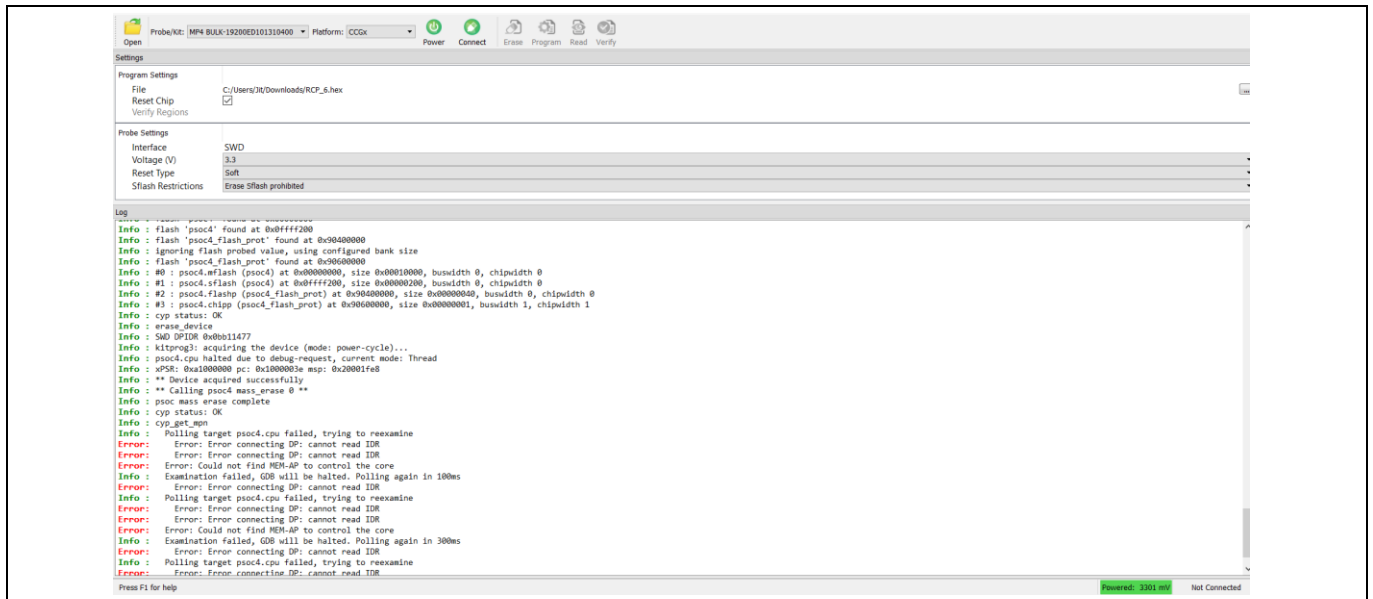 Open Probe/Kit: MP4 BULK-19200ED101310400 Platform: CCGx Power Connect Erase Program Read Verify
Settings
Program Settings
File C:/Users/Jit/Downloads/RCP_6.hex ...
Reset Chip
Verify Regions
Probe Settings
Interface SWD
Voltage (V) 3.3
Reset Type Soft
Sflash Restrictions Erase Sflash prohibited
Log
Info : flash 'psoc4' found at 0x0ffff200
Info : flash 'psoc4_flash_prot' found at 0x90400000
Info : ignoring flash probed value, using configured bank size
Info : flash 'psoc4_flash_prot' found at 0x90600000
Info : #0 : psoc4.mflash (psoc4) at 0x00000000, size 0x00010000, buswidth 0, chipwidth 0
Info : #1 : psoc4.sflash (psoc4) at 0x0ffff200, size 0x00000200, buswidth 0, chipwidth 0
Info : #2 : psoc4.flashp (psoc4_flash_prot) at 0x90400000, size 0x00000040, buswidth 0, chipwidth 0
Info : #3 : psoc4.chipp (psoc4_flash_prot) at 0x90600000, size 0x00000001, buswidth 1, chipwidth 1
Info : cyp status: OK
Info : erase_device
Info : SWD DPIDR 0x0bb11477
Info : kitprog3: acquiring the device (mode: power-cycle)...
Info : psoc4.cpu halted due to debug-request, current mode: Thread
Info : xPSR: 0xa1000000 pc: 0x1000003e msp: 0x20001fe8
Info : ** Device acquired successfully
Info : ** Calling psoc4 mass_erase 0 **
Info : psoc mass erase complete
Info : cyp status: OK
Info : cyp_get_mpn
Info : Polling target psoc4.cpu failed, trying to reexamine
Error: Error: Error connecting DP: cannot read IDR
Error: Error: Error connecting DP: cannot read IDR
Error: Error: Could not find MEM-AP to control the core
Info : Examination failed, GDB will be halted. Polling again in 100ms
Error: Error: Error connecting DP: cannot read IDR
Info : Polling target psoc4.cpu failed, trying to reexamine
Error: Error: Error connecting DP: cannot read IDR
Error: Error: Error connecting DP: cannot read IDR
Error: Error: Could not find MEM-AP to control the core
Info : Examination failed, GDB will be halted. Polling again in 300ms
Error: Error: Error connecting DP: cannot read IDR
Info : Polling target psoc4.cpu failed, trying to reexamine
Error: Error: Error connecting DP: cannot read IDR
Press F1 for help Powered: 3301 mV Not Connected